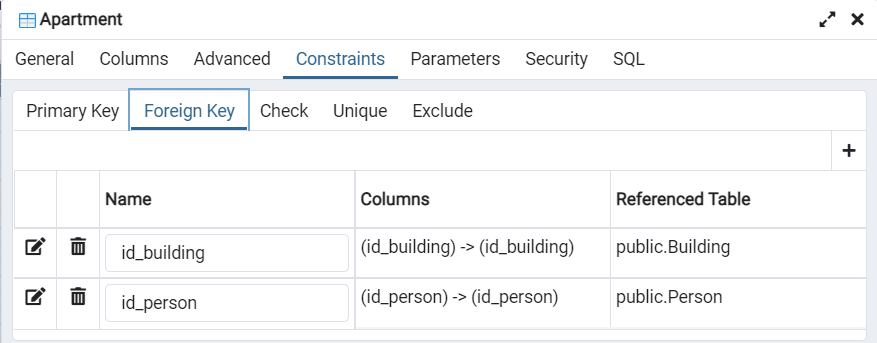 Apartment
General Columns Advanced Constraints Parameters Security SQL
Primary Key Foreign Key Check Unique Exclude
+
Name Columns Referenced Table
id_building (id_building) -> (id_building) public.Building
id_person (id_person) -> (id_person) public.Person